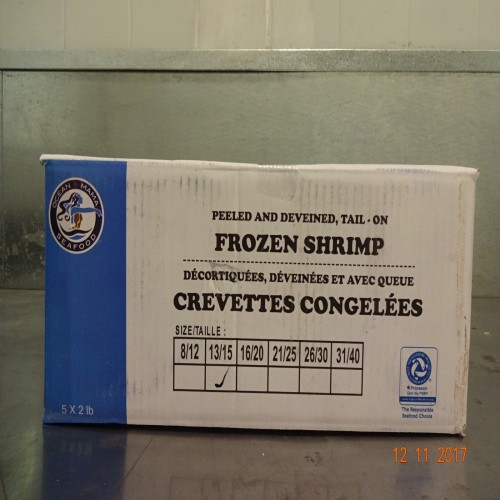 OCEAN MAMA
SEAFOOD
PEELED AND DEVEINED, TAIL - ON
FROZEN SHRIMP
DÉCORTIQUÉES, DÉVEINÉES ET AVEC QUEUE
CREVETTES CONGELÉES
SIZE/TAILLE :
8/12 13/15 16/20 21/25 26/30 31/40
5 X 2 lb
The Responsible
Seafood Choice
12 11 2017